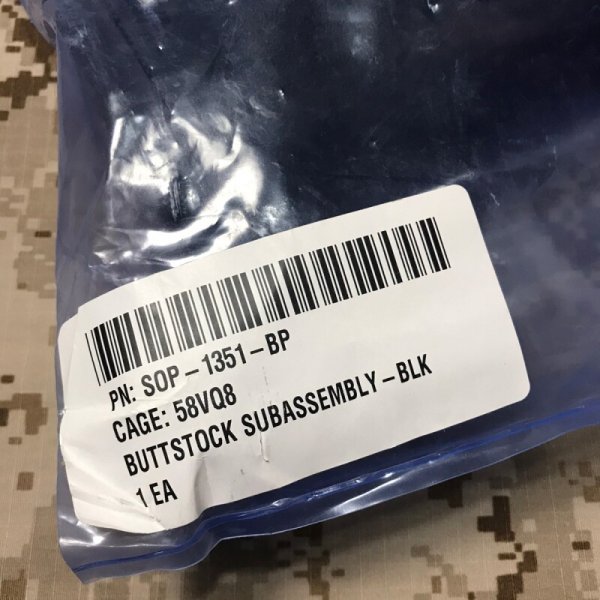 PN: SOP-1351-BP
CAGE: 58VQ8
BUTTSTOCK SUBASSEMBLY-BLK
1 EA